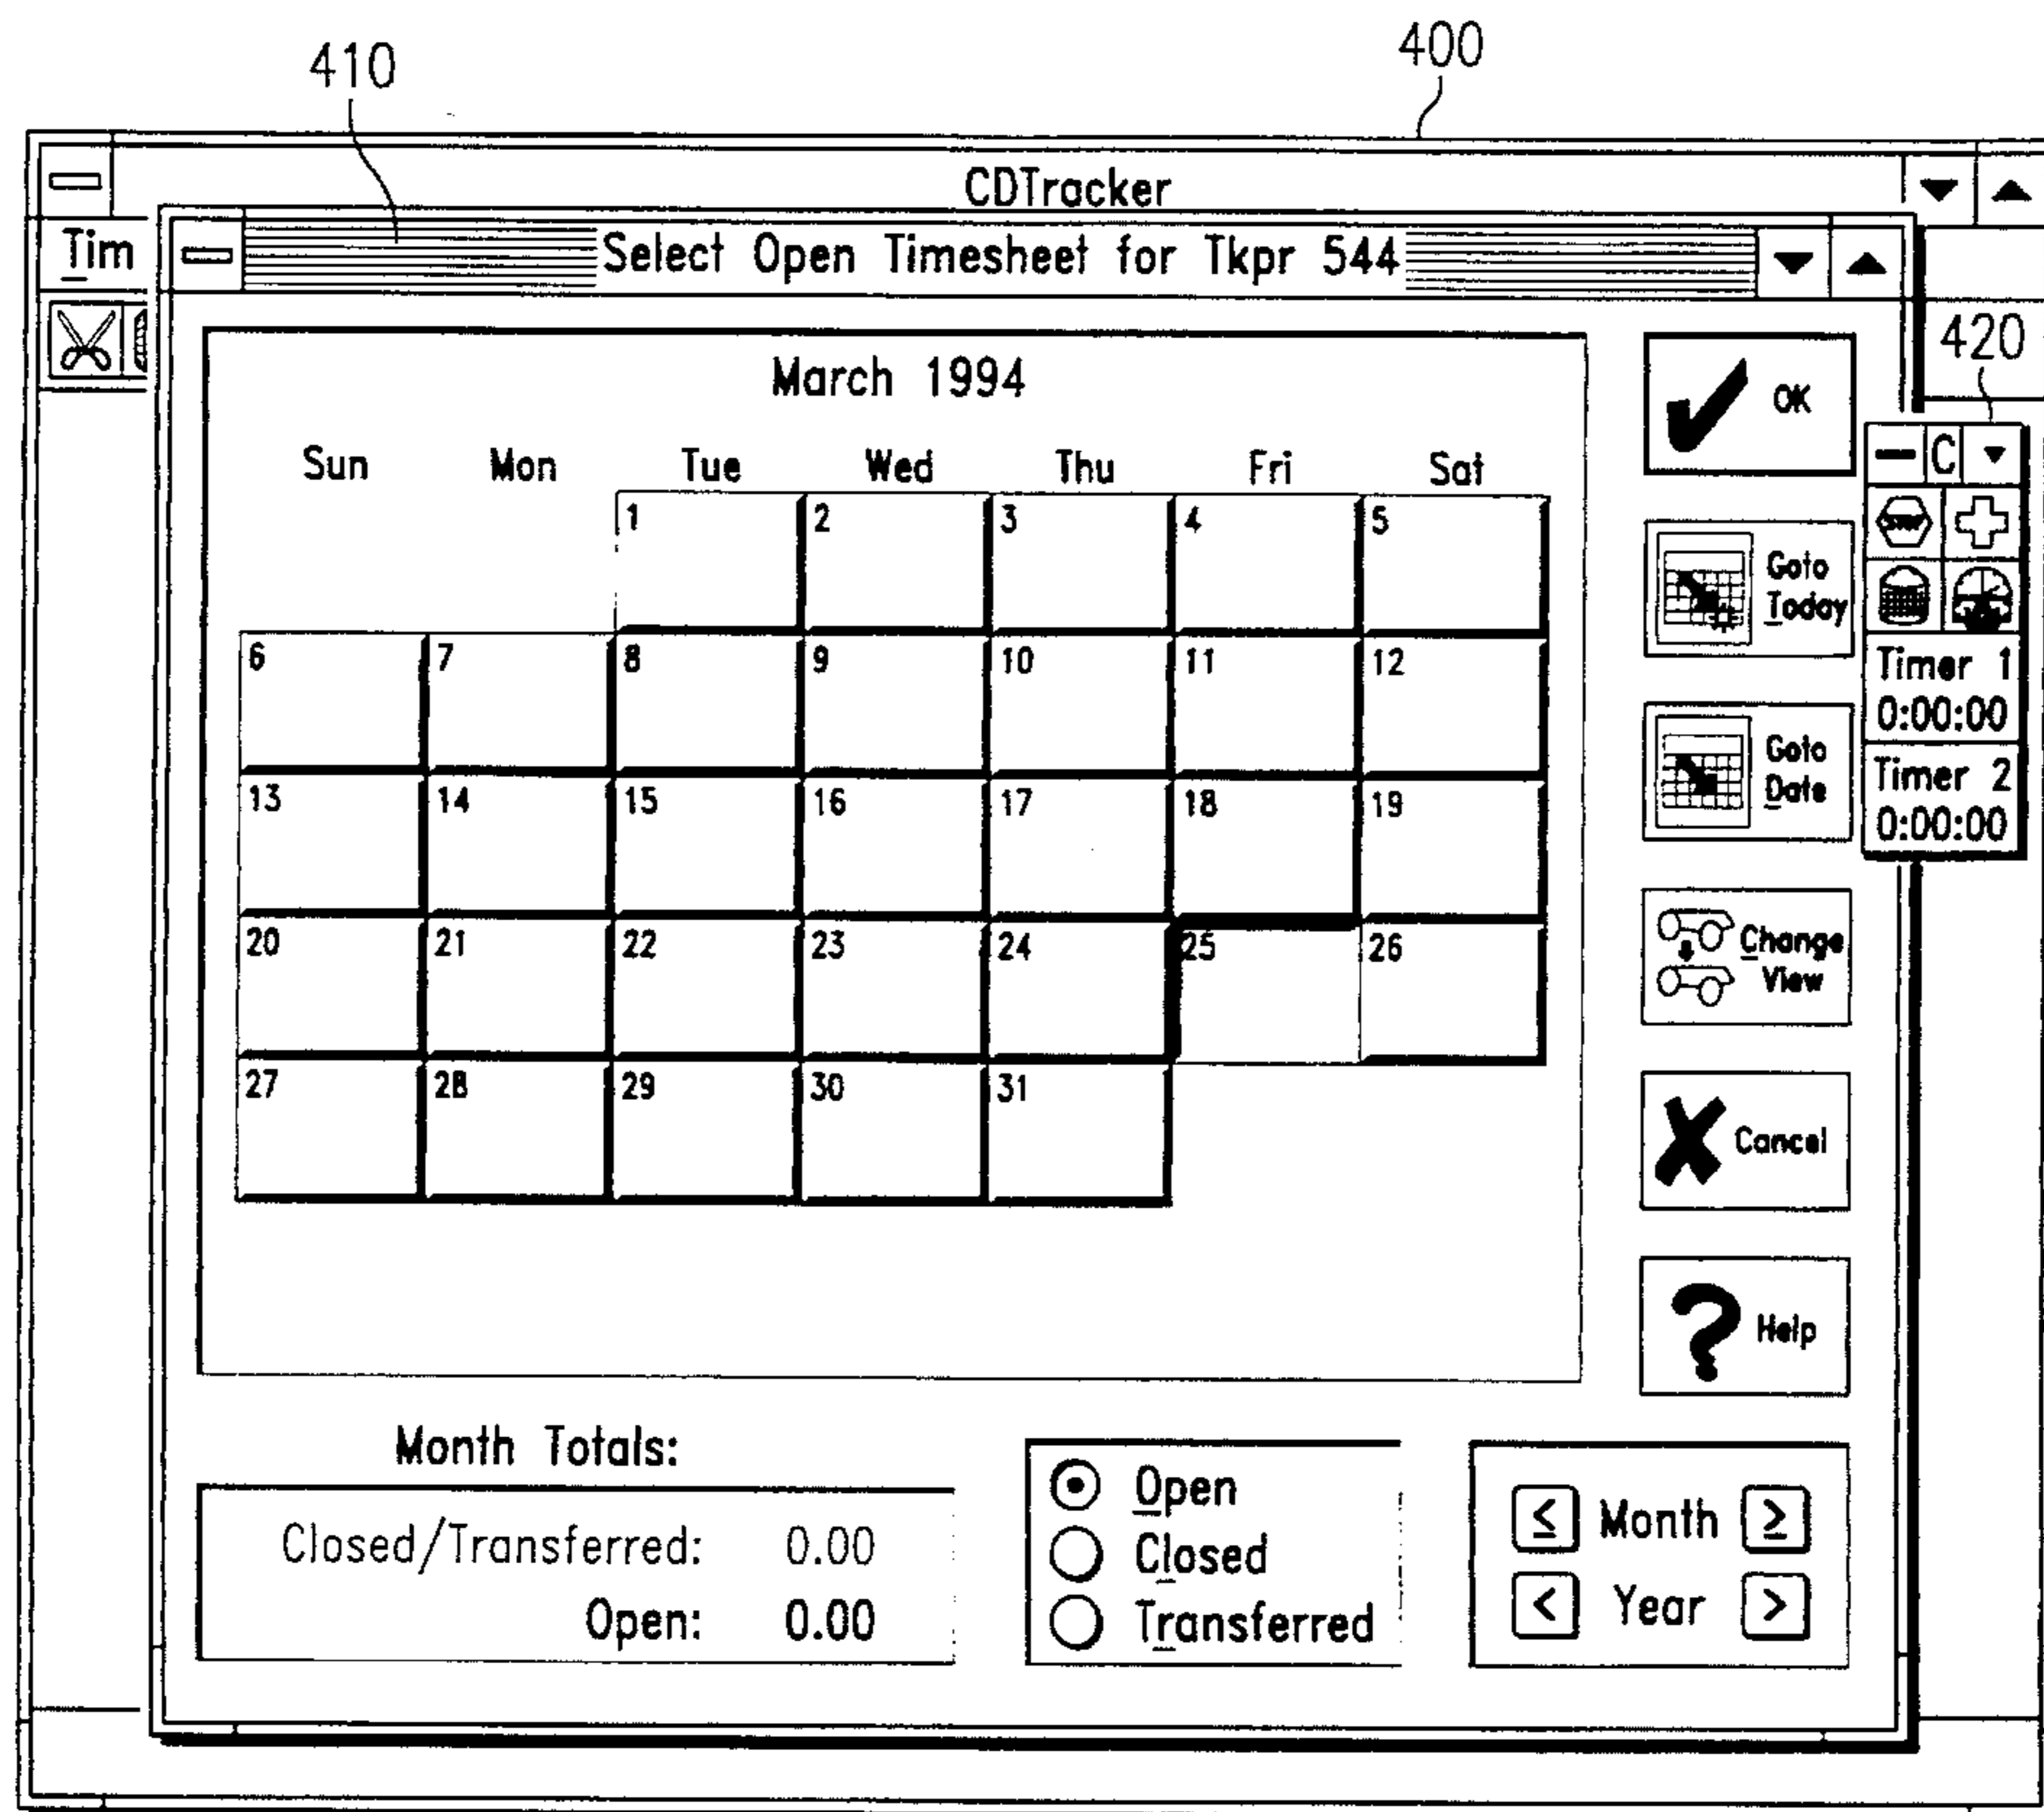 410
400
CDTracker
Tim
Select Open Timesheet for Tkpr 544
420
March 1994
OK
Sun Mon Tue Wed Thu Fri Sat
C
1 2 3 4 5
STOP
Goto
Today
6 7 8 9 10 11 12
Timer 1
0:00:00
Goto
Date
Timer 2
0:00:00
13 14 15 16 17 18 19
20 21 22 23 24 25 26
Change
View
27 28 29 30 31
Cancel
Help
Month Totals:
Closed/Transferred: 0.00
Open: 0.00
Open
Closed
Transferred
≤ Month ≥
< Year >